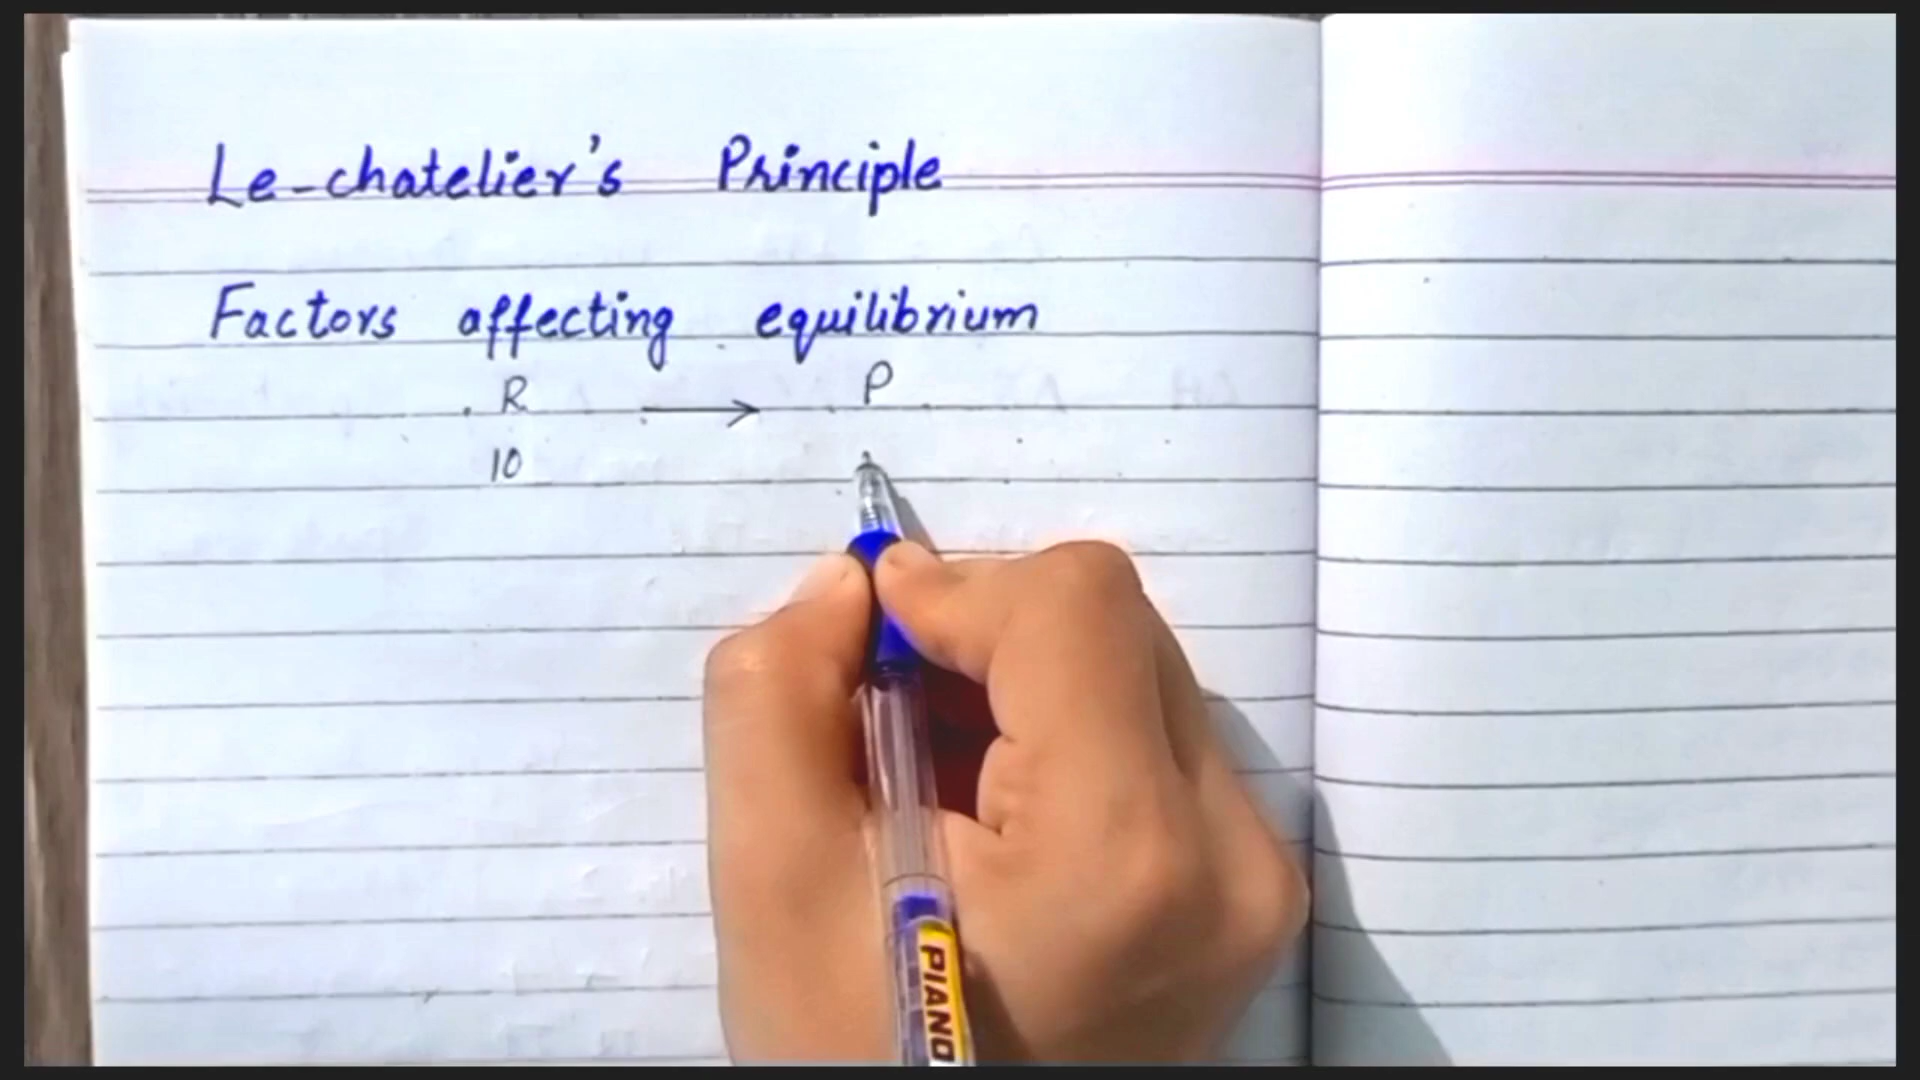 Le-chatelier's Principle
Factors affecting equilibrium
R → P
10
PIANO